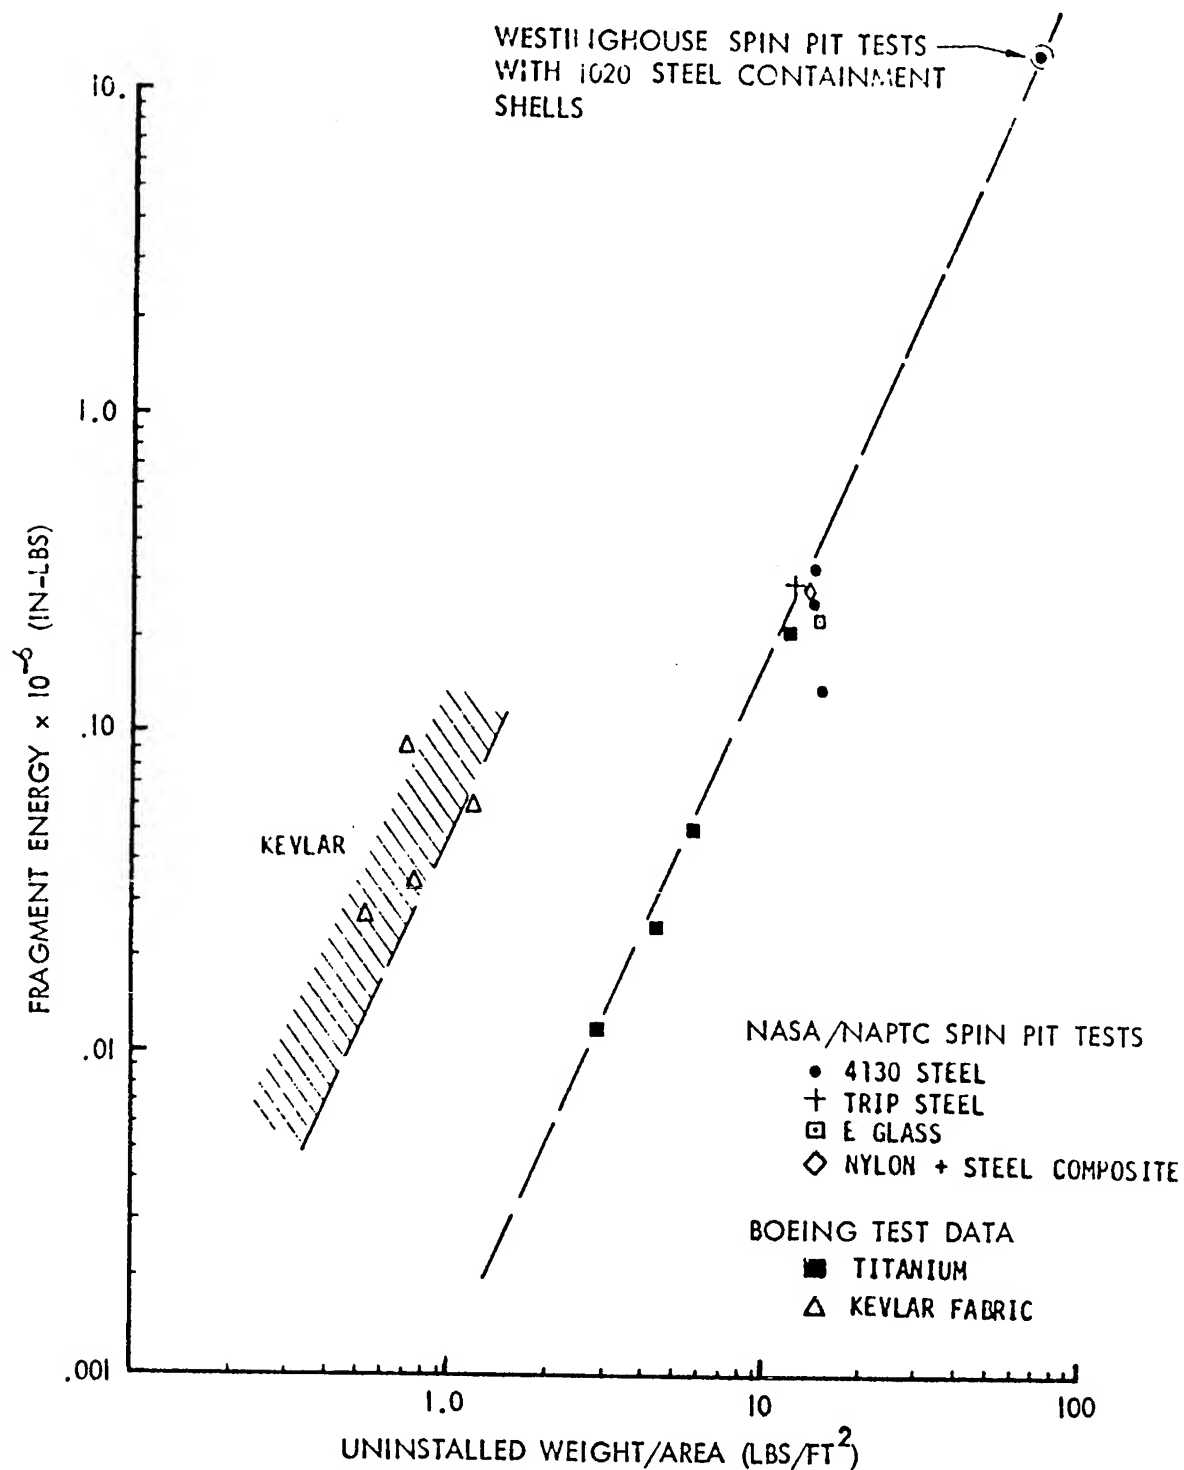 WESTINGHOUSE SPIN PIT TESTS
WITH 1020 STEEL CONTAINMENT
SHELLS
10.
1.0
.10
.01
.001
FRAGMENT ENERGY × 10⁻⁶ (IN-LBS)
KEVLAR
NASA/NAPTC SPIN PIT TESTS
4130 STEEL
TRIP STEEL
E GLASS
NYLON + STEEL COMPOSITE
BOEING TEST DATA
TITANIUM
KEVLAR FABRIC
1.0
10
100
UNINSTALLED WEIGHT/AREA (LBS/FT²)